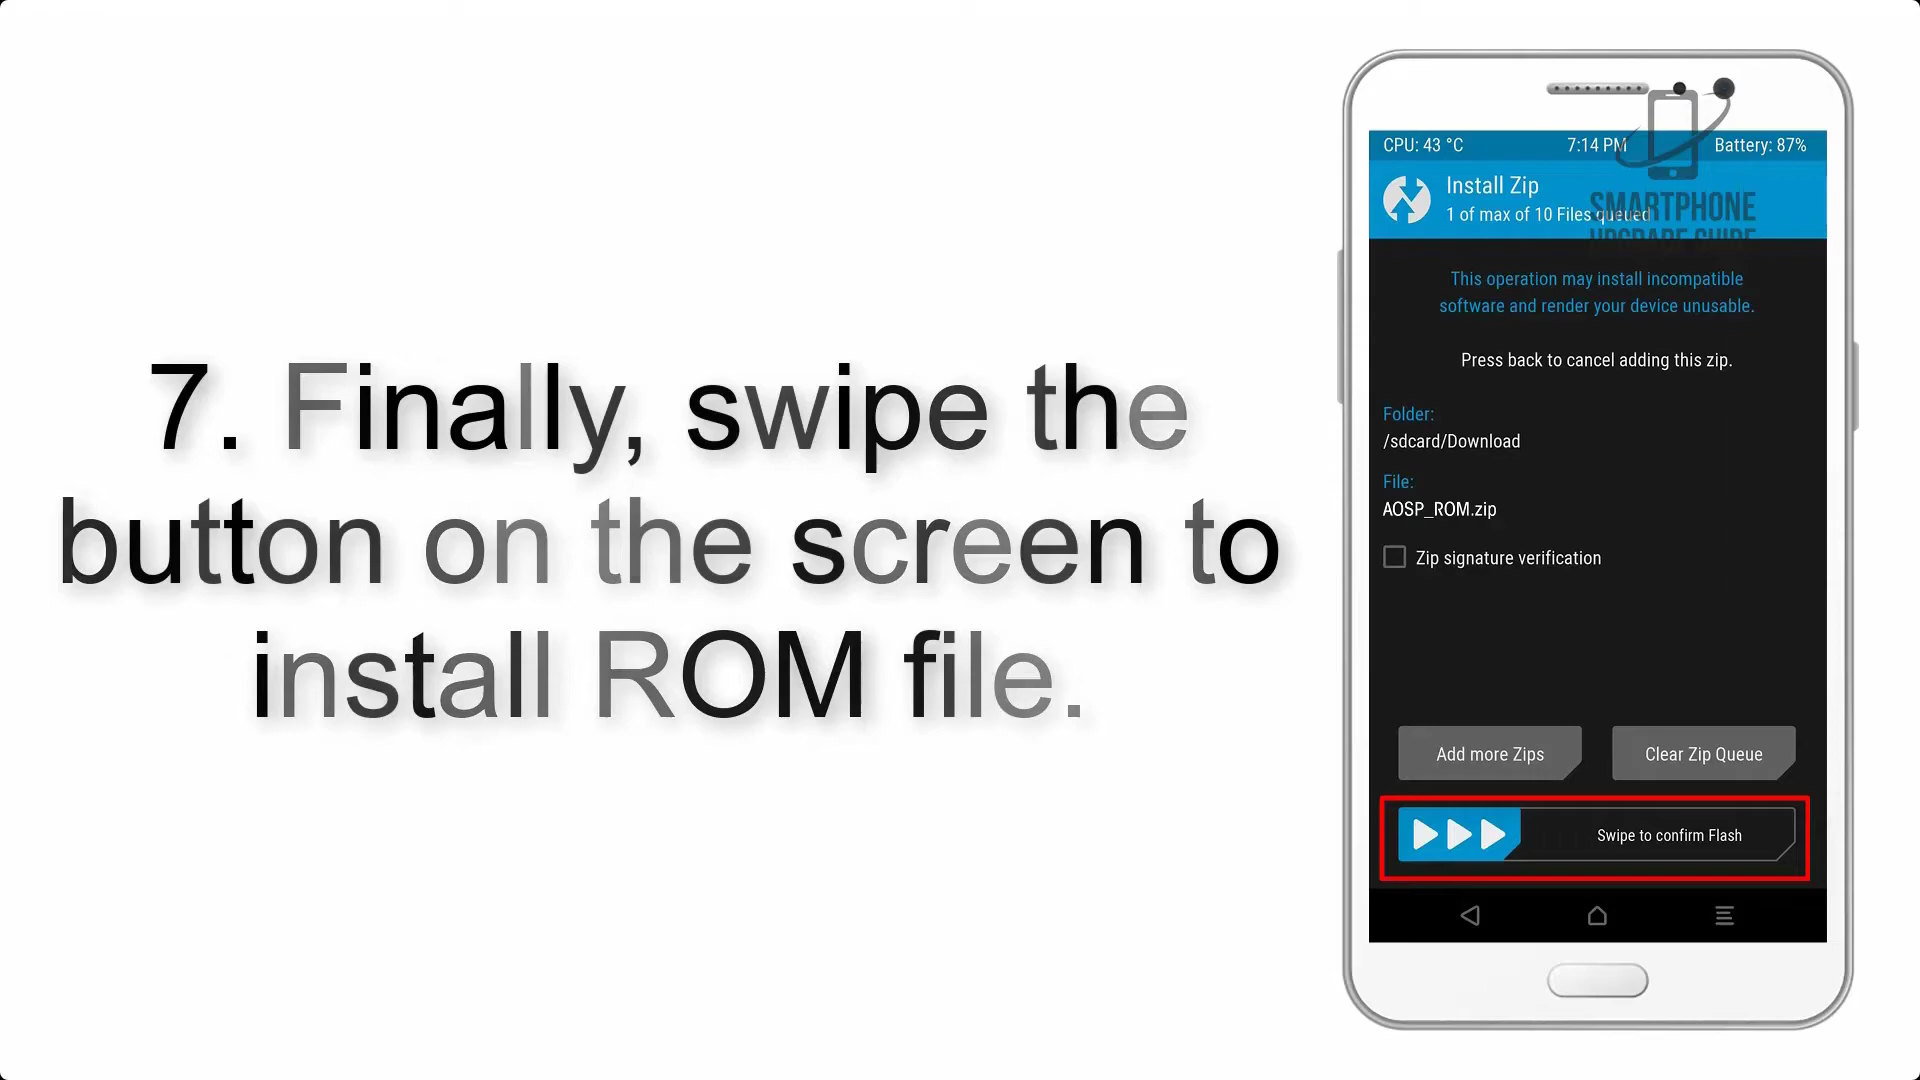 7. Finally, swipe the
button on the screen to
install ROM file.
CPU: 43 °C 7:14 PM Battery: 87%
Install Zip
1 of max of 10 Files queued
SMARTPHONE
UPGRADE GUIDE
This operation may install incompatible
software and render your device unusable.
Press back to cancel adding this zip.
Folder:
/sdcard/Download
File:
AOSP_ROM.zip
Zip signature verification
Add more Zips Clear Zip Queue
Swipe to confirm Flash